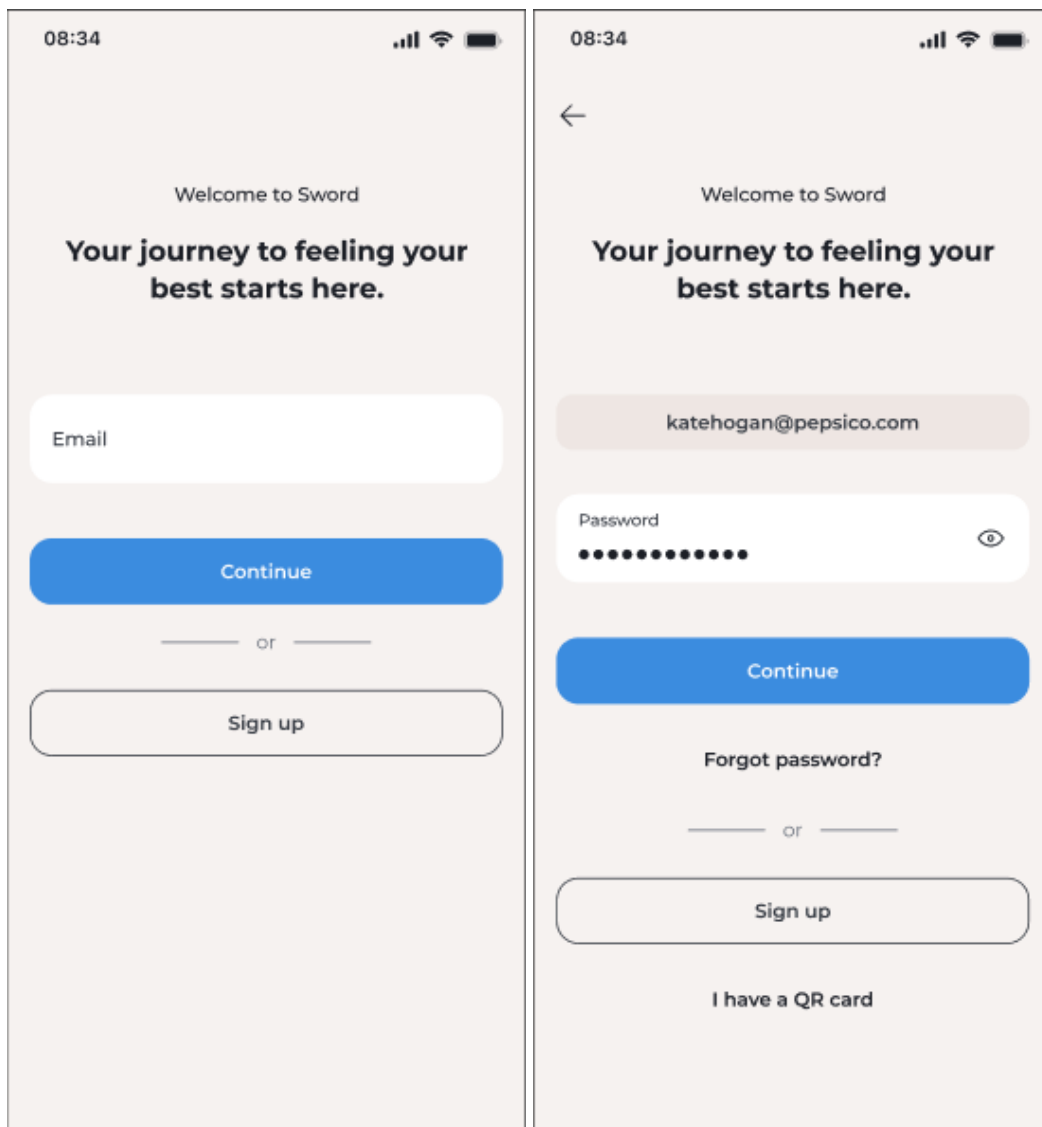 08:34
Welcome to Sword
Your journey to feeling your
best starts here.
Email
Continue
or
Sign up
08:34
Welcome to Sword
Your journey to feeling your
best starts here.
katehogan@pepsico.com
Password
••••••••••••
Continue
Forgot password?
or
Sign up
I have a QR card